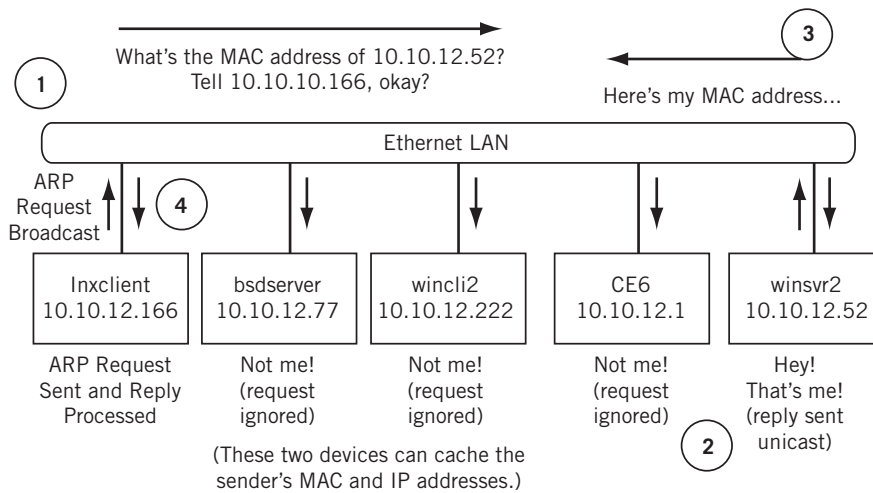 What's the MAC address of 10.10.12.52?
Tell 10.10.10.166, okay?
3
1
Here's my MAC address...
Ethernet LAN
ARP
Request
Broadcast
4
lnxclient
10.10.12.166
bsdserver
10.10.12.77
wincli2
10.10.12.222
CE6
10.10.12.1
winsvr2
10.10.12.52
ARP Request
Sent and Reply
Processed
Not me!
(request
ignored)
Not me!
(request
ignored)
Not me!
(request
ignored)
Hey!
That's me!
(reply sent
unicast)
2
(These two devices can cache the
sender's MAC and IP addresses.)